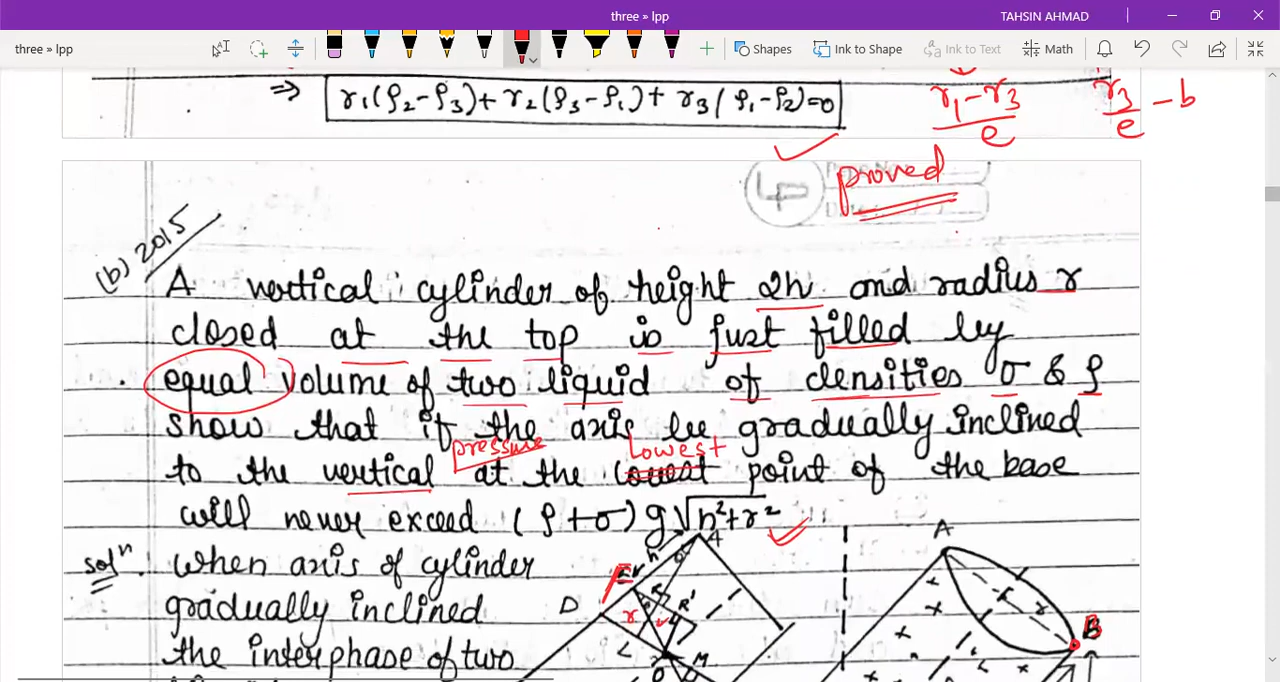 three » lpp
TAHSIN AHMAD
three » lpp
Shapes
Ink to Shape
Ink to Text
Math
⇒ r1(ρ2-ρ3)+r2(ρ3-ρ1)+r3(ρ1-ρ2)=0
r1-r3/e
r3/e - b
proved
(b) 2015
A vertical cylinder of height 2h and radius r
closed at the top is just filled by
equal volume of two liquid of densities σ & ρ
show that if the axis be gradually inclined
pressure lowest
to the vertical at the point of the base
will never exceed (ρ+σ)g√h²+r²
Solⁿ. When axis of cylinder
gradually inclined
the interphase of two
A
h
D
r
R'
L
M
O
A
B